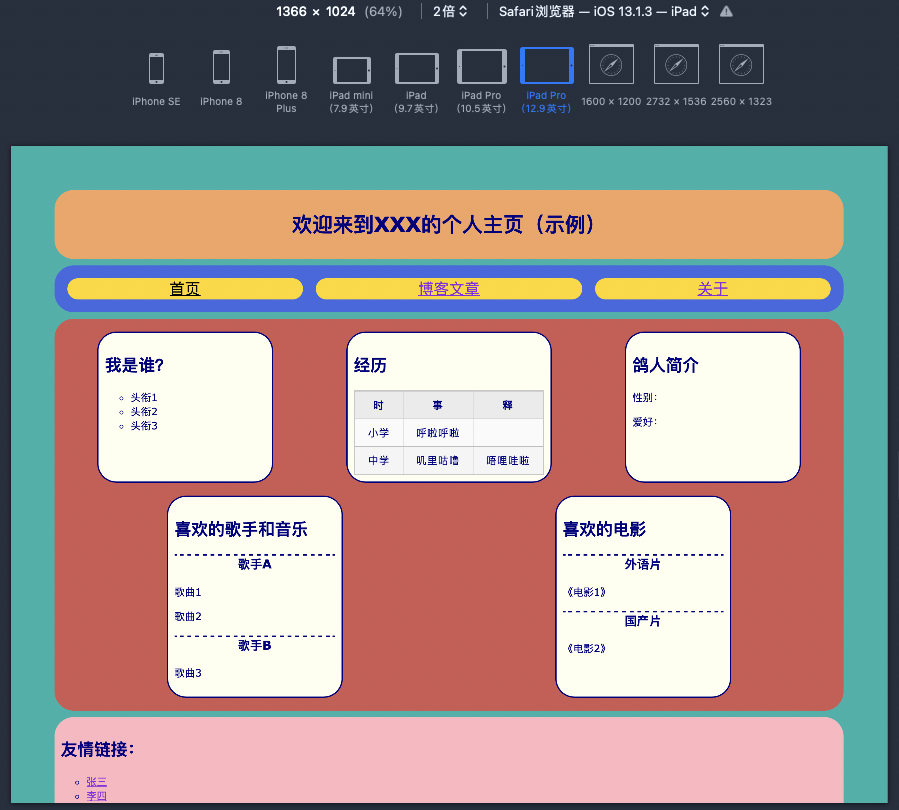 1366 × 1024 (64%) 2倍 Safari浏览器 — iOS 13.1.3 — iPad
iPhone SE
iPhone 8
iPhone 8
Plus
iPad mini
(7.9英寸)
iPad
(9.7英寸)
iPad Pro
(10.5英寸)
iPad Pro
(12.9英寸)
1600 × 1200
2732 × 1536
2560 × 1323
欢迎来到XXX的个人主页（示例）
首页 博客文章 关于
我是谁?
头衔1
头衔2
头衔3
经历
时 事 释
小学 呼啦呼啦
中学 叽里咕噜 唔哩哇啦
鸽人简介
性别:
爱好:
喜欢的歌手和音乐
歌手A
歌曲1
歌曲2
歌手B
歌曲3
喜欢的电影
外语片
《电影1》
国产片
《电影2》
友情链接:
张三
李四